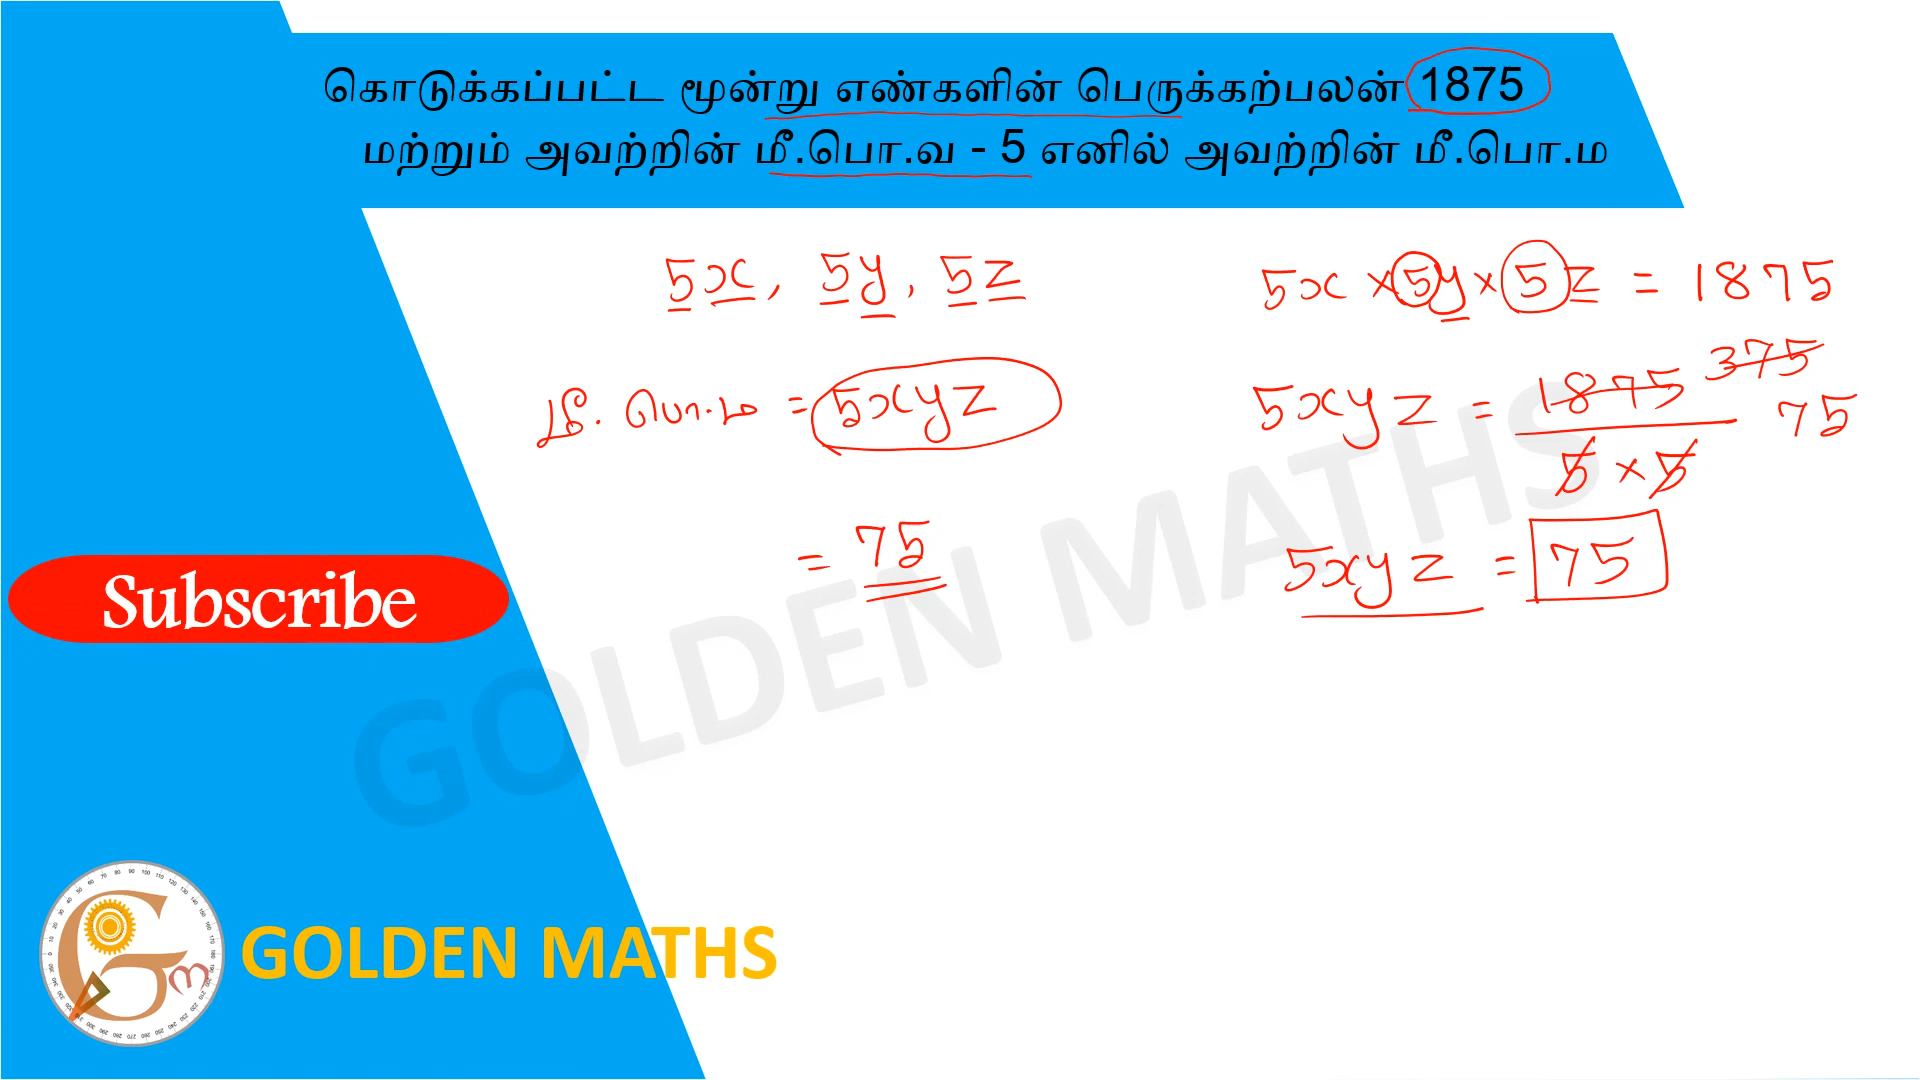 கொடுக்கப்பட்ட மூன்று எண்களின் பெருக்கற்பலன் 1875
மற்றும் அவற்றின் மீ.பொ.வ - 5 எனில் அவற்றின் மீ.பொ.ம
5x, 5y, 5z
மீ. பொ.ம = 5xyz
= 75
5x × 5y × 5z = 1875
5xyz = 1875 375 75
5 × 5
5xyz = 75
Subscribe
GOLDEN MATHS
GOLDEN MATHS